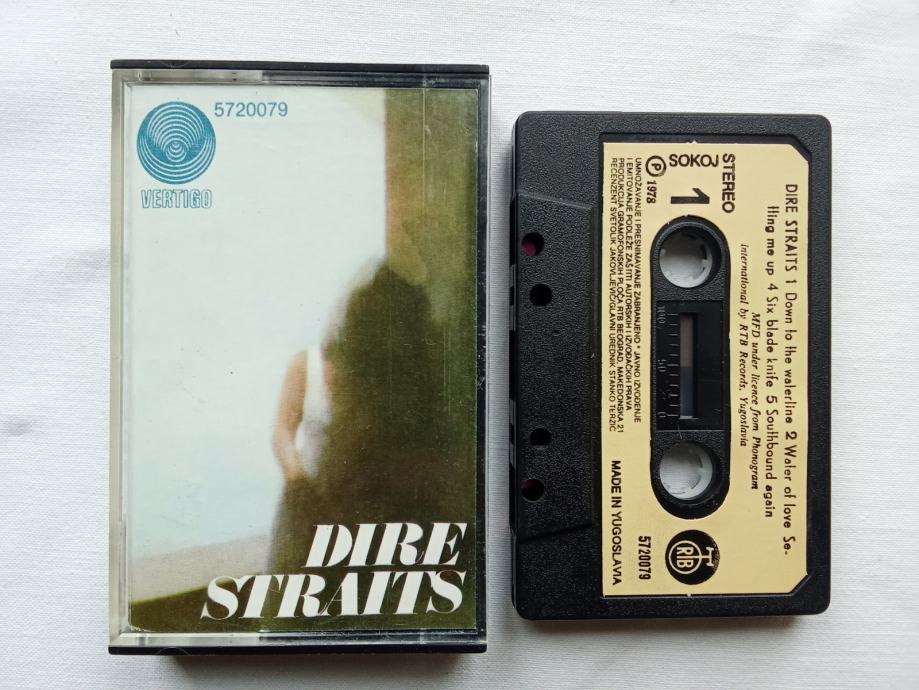 5720079
VERTIGO
DIRE
STRAITS
DIRE STRAITS 1 Down to the waterline 2 Water of love Se-
tting me up 4 Six blade knife 5 Southbound again
MFD under licence from Phonogram
international by RTB Records, Yugoslavia
STEREO
SOKOJ
1
℗ 1978
100 50 0
UMNOŽAVANJE I PRESNIMAVANJE ZABRANJENO * JAVNO IZVOĐENJE
I EMITOVANJE PODLEŽE ZAŠTITI AUTORSKIH I IZVOĐAČKIH PRAVA
PRODUKCIJA GRAMOFONSKIH PLOČA RTB BEOGRAD, MAKEDONSKA 21
RECENZENT SVETOLIK JAKOVLJEVIĆ/GLAVNI UREDNIK STANKO TERZIĆ
MADE IN YUGOSLAVIA
5720079
RTB